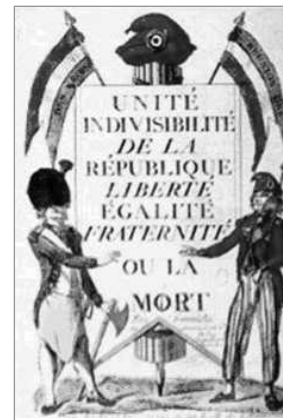 UNITÉ
INDIVISIBILITÉ
DE LA
RÉPUBLIQUE
LIBERTÉ
ÉGALITÉ
FRATERNITÉ
OU LA
MORT